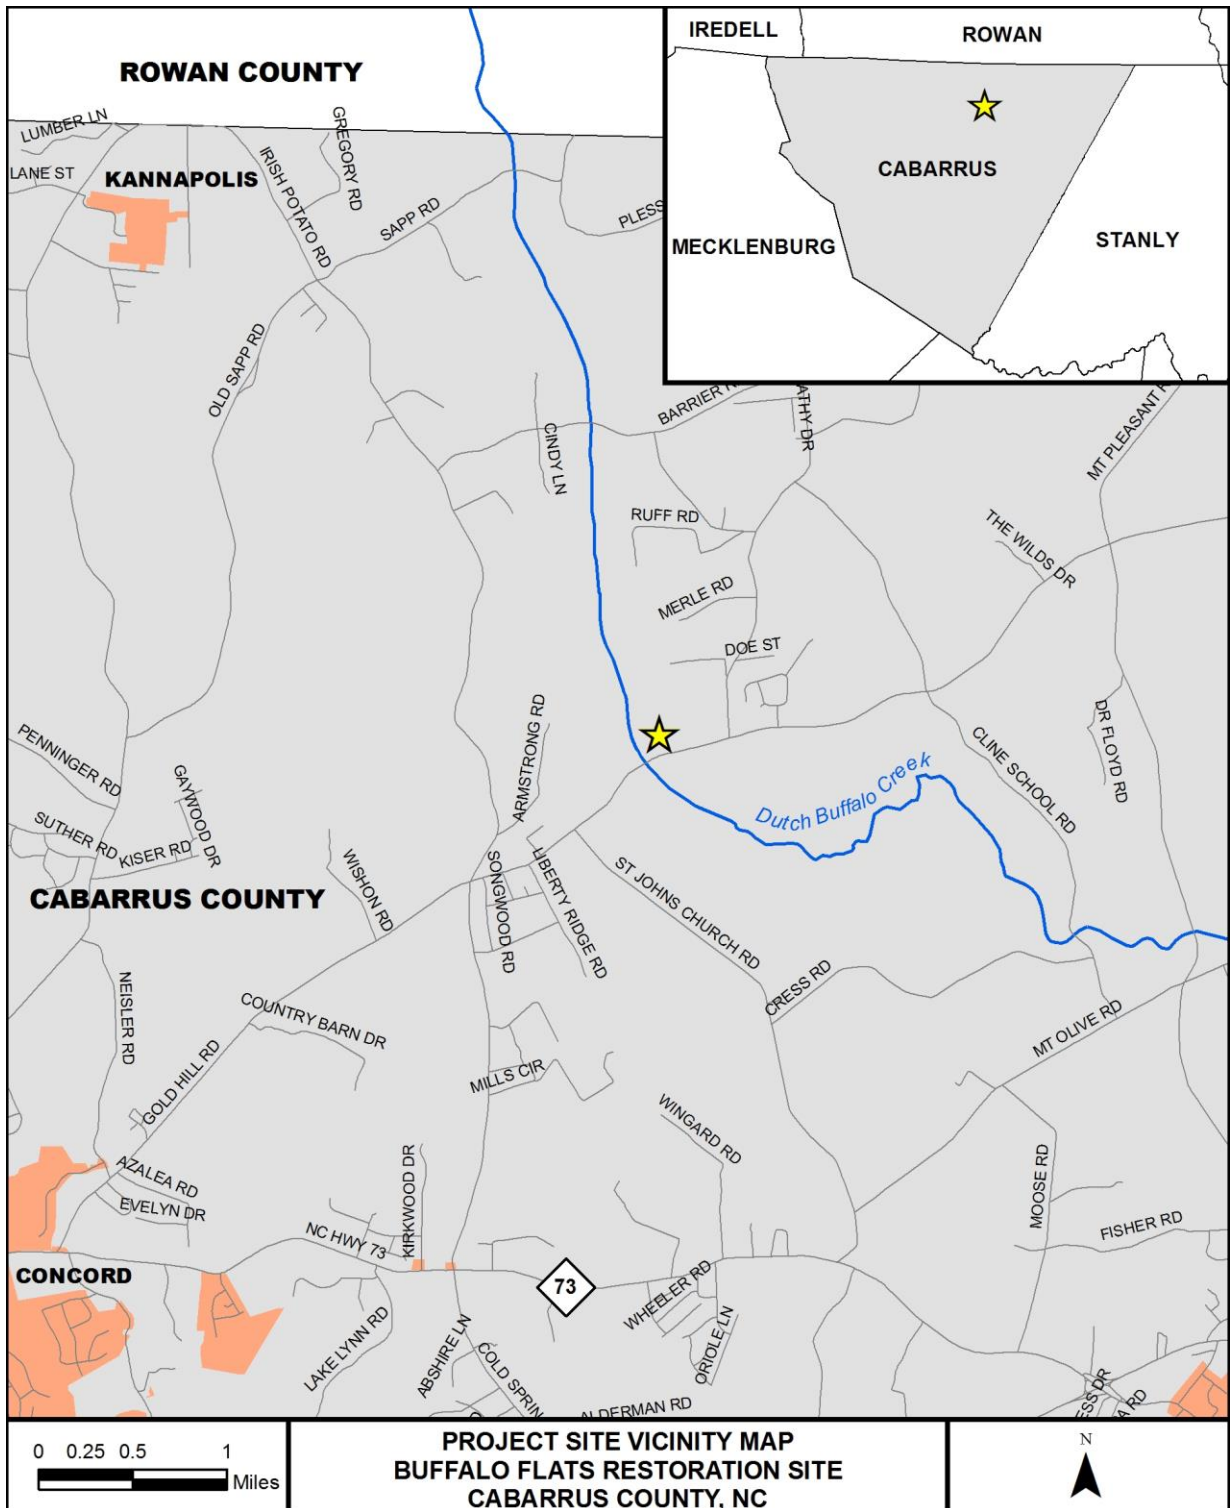 ROWAN COUNTY
IREDELL
ROWAN
CABARRUS
MECKLENBURG
STANLY
LUMBER LN
LANE ST
KANNAPOLIS
IRISH POTATO RD
GREGORY RD
SAPP RD
PLESS
OLD SAPP RD
BARRIER
ATHY DR
MT PLEASANT
CINDY LN
RUFF RD
THE WILDS DR
MERLE RD
DOE ST
ARMSTRONG RD
DR FLOYD RD
PENNINGER RD
GAYWOOD DR
CLINE SCHOOL RD
Dutch Buffalo Creek
SUTHER RD
KISER RD
WISHON RD
SONGWOOD RD
LIBERTY RIDGE RD
ST JOHNS CHURCH RD
CABARRUS COUNTY
NEISLER RD
CRESS RD
COUNTRY BARN DR
GOLD HILL RD
MT OLIVE RD
MILLS CIR
WINGARD RD
AZALEA RD
KIRKWOOD DR
MOOSE RD
EVELYN DR
NC HWY 73
FISHER RD
CONCORD
73
WHEELER RD
LAKE LYNN RD
ABSHIRE LN
COLD SPRIN
ORIOLE LN
ALDERMAN RD
ESS DR
A RD
0 0.25 0.5 1
Miles
PROJECT SITE VICINITY MAP
BUFFALO FLATS RESTORATION SITE
CABARRUS COUNTY, NC
N